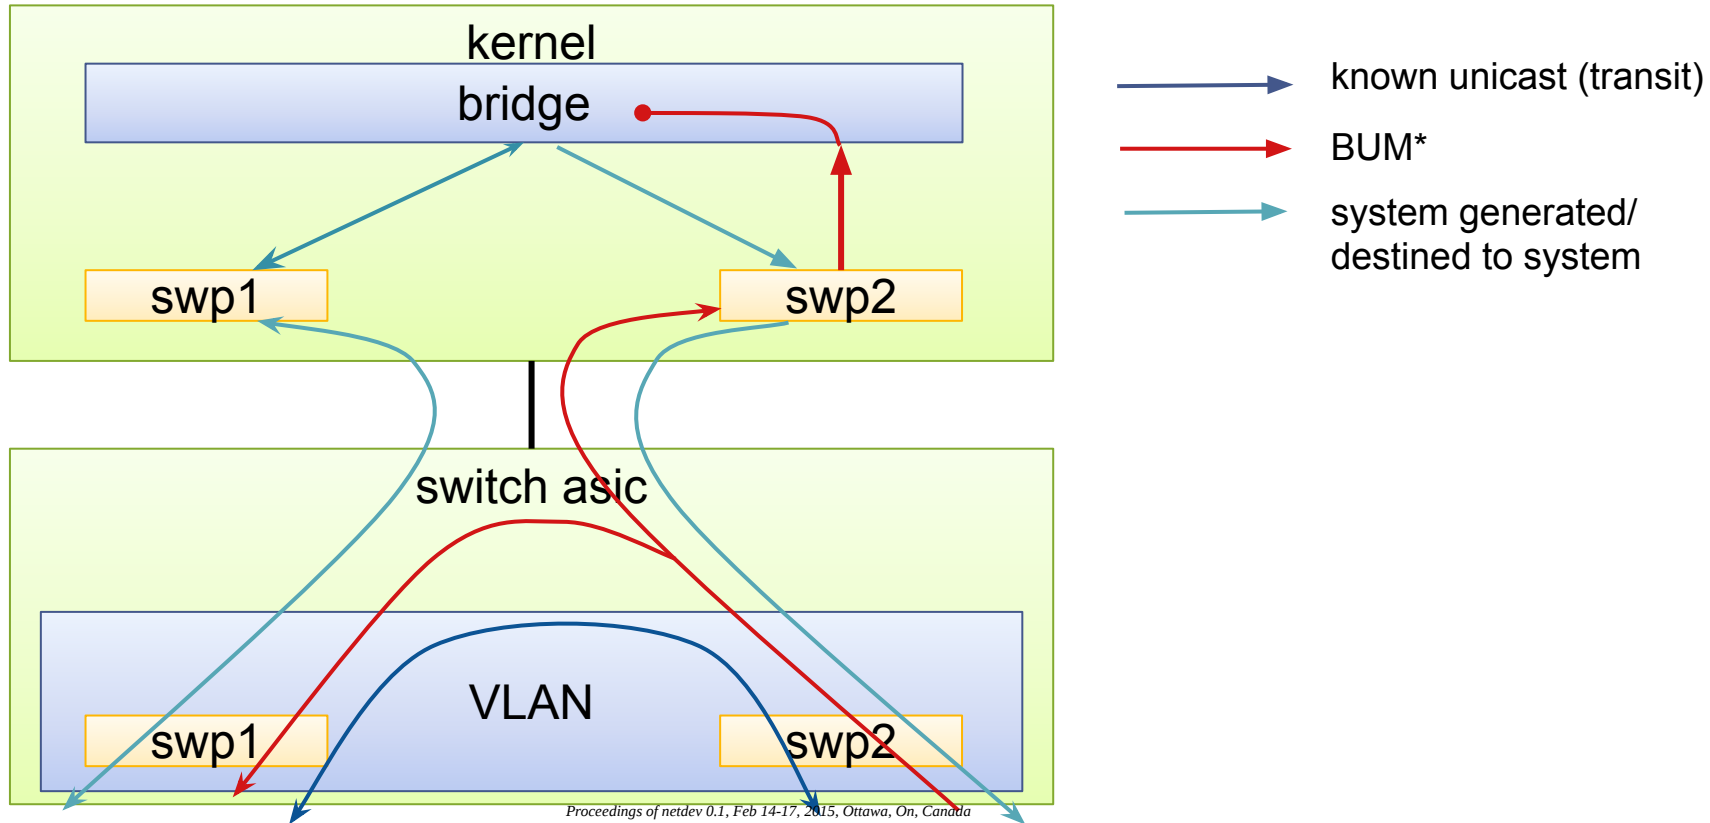 kernel
bridge
swp1
swp2
switch asic
VLAN
swp1
swp2
known unicast (transit)
BUM*
system generated/
destined to system
Proceedings of netdev 0.1, Feb 14-17, 2015, Ottawa, On, Canada